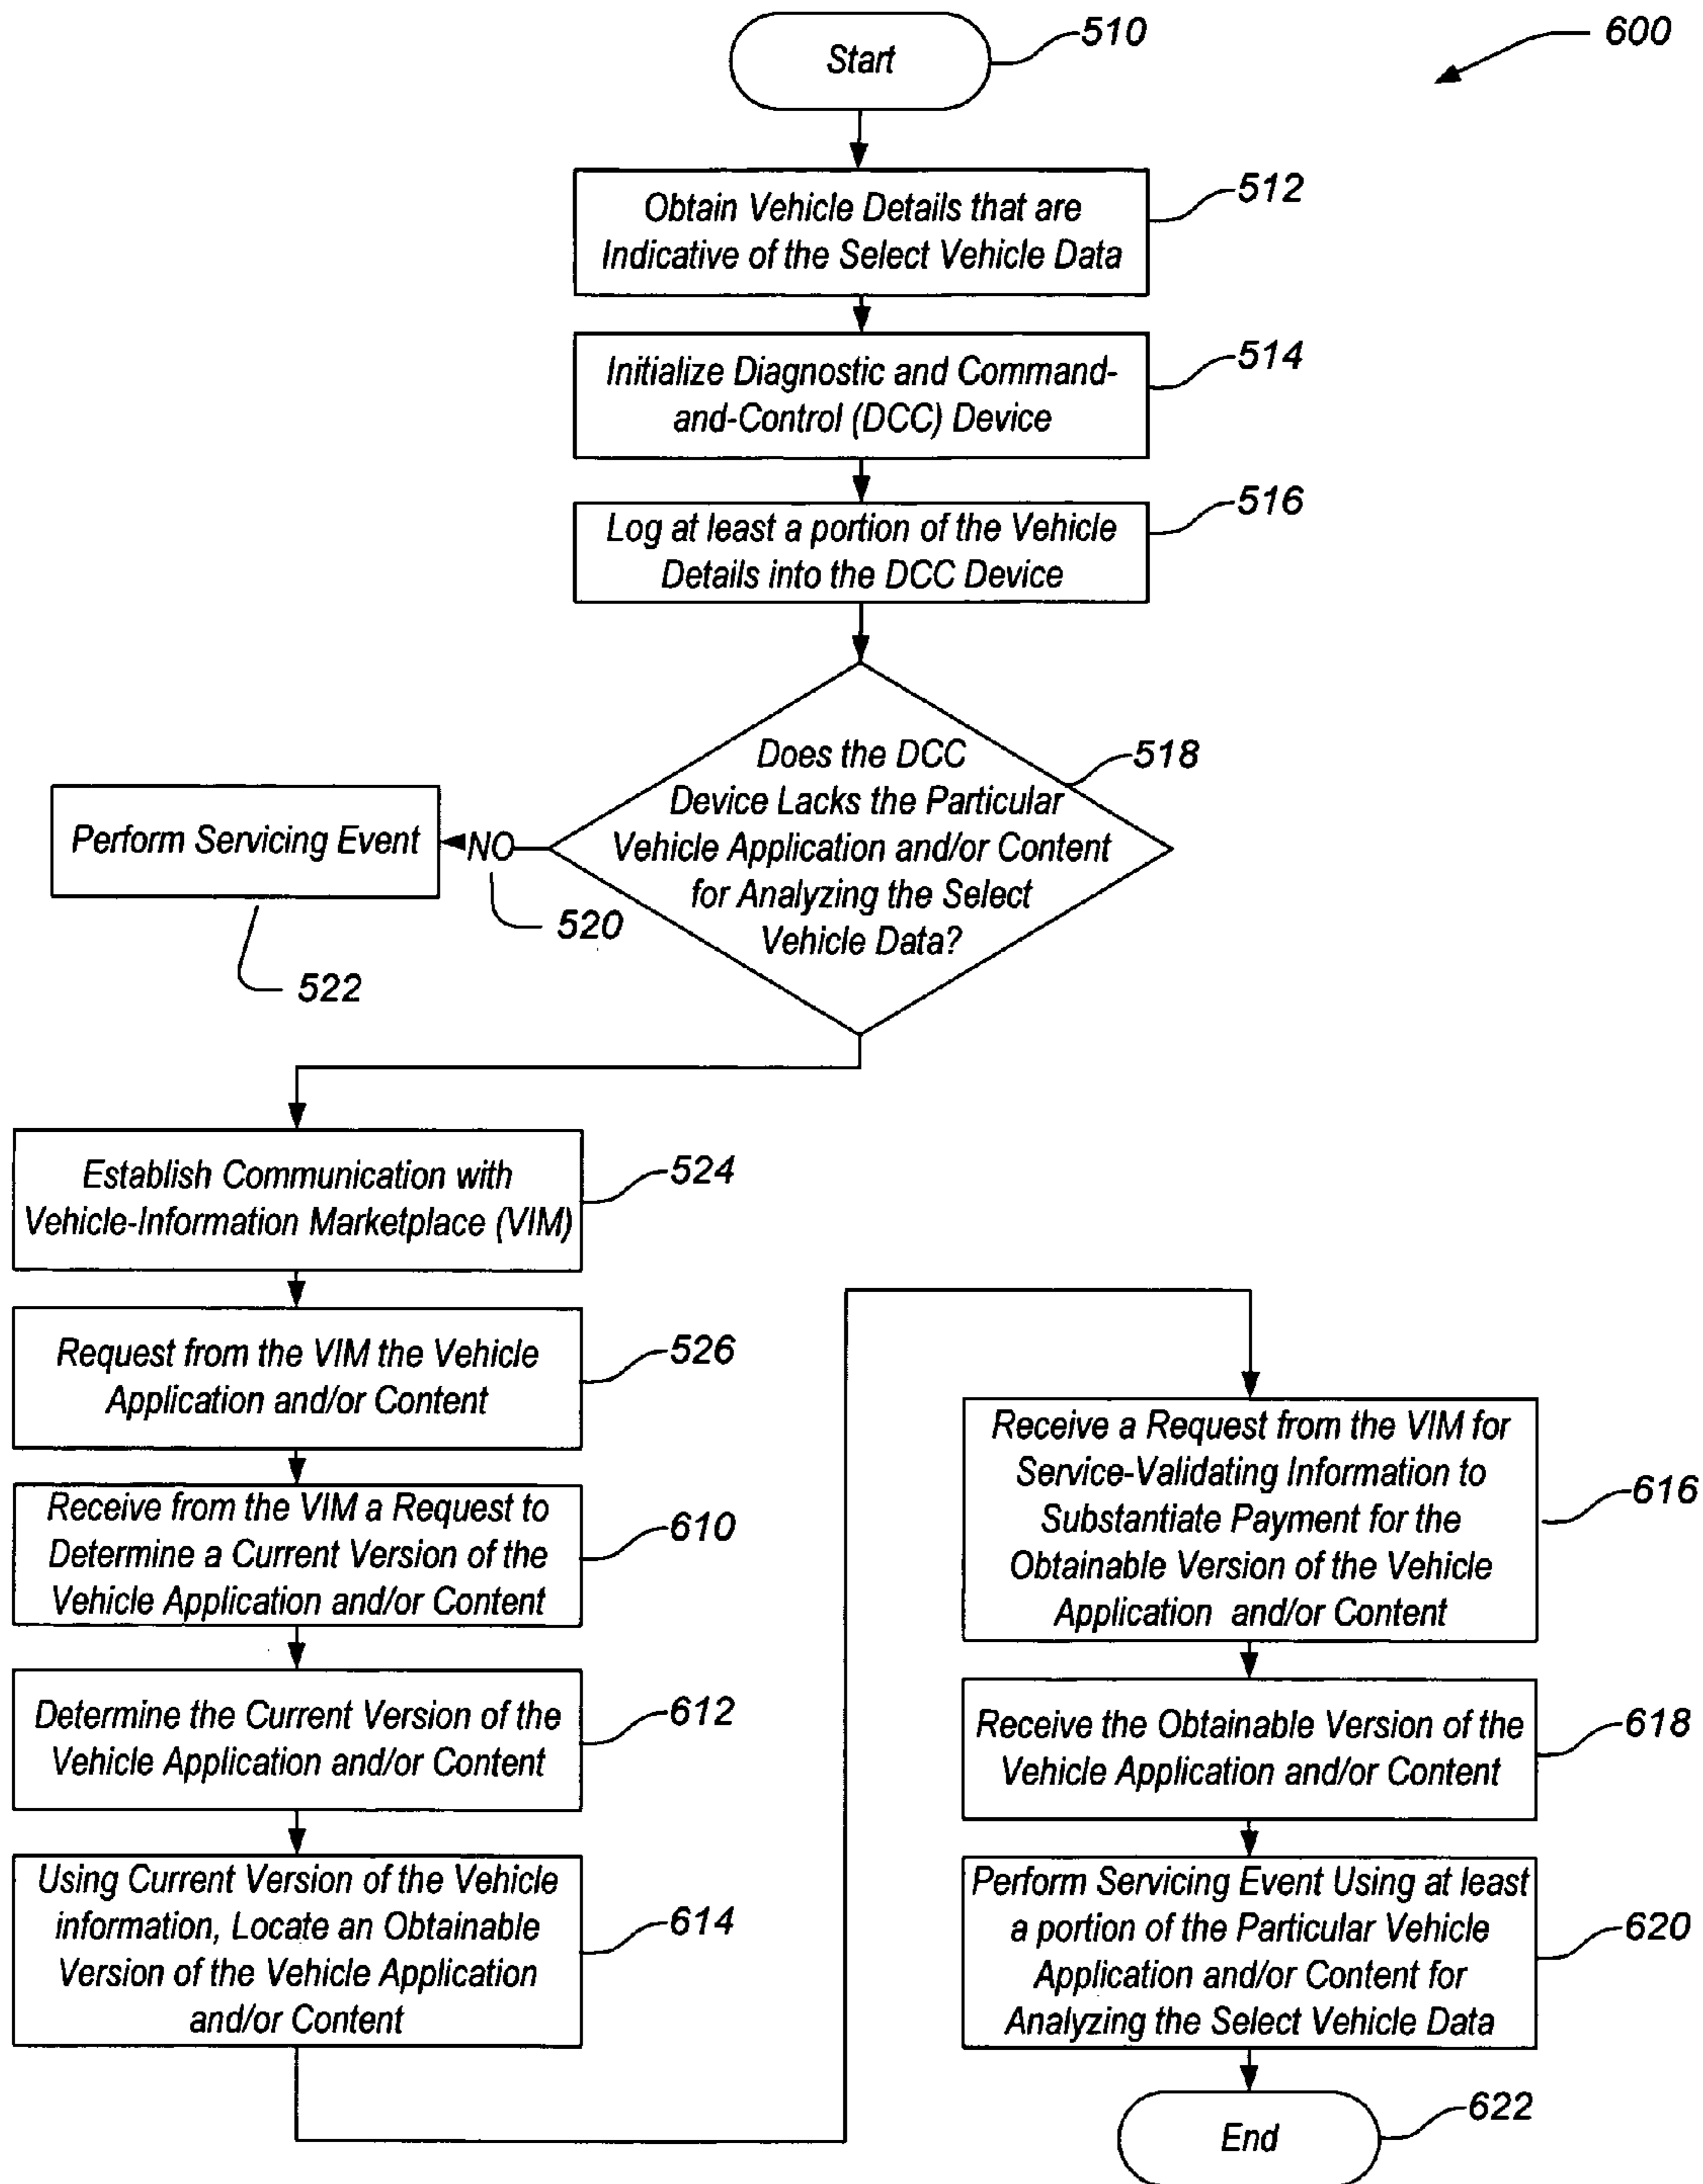 Start
510
600
Obtain Vehicle Details that are
Indicative of the Select Vehicle Data
512
Initialize Diagnostic and Command-
and-Control (DCC) Device
514
Log at least a portion of the Vehicle
Details into the DCC Device
516
Does the DCC
Device Lacks the Particular
Vehicle Application and/or Content
for Analyzing the Select
Vehicle Data?
518
NO
520
Perform Servicing Event
522
Establish Communication with
Vehicle-Information Marketplace (VIM)
524
Request from the VIM the Vehicle
Application and/or Content
526
Receive from the VIM a Request to
Determine a Current Version of the
Vehicle Application and/or Content
610
Determine the Current Version of the
Vehicle Application and/or Content
612
Using Current Version of the Vehicle
information, Locate an Obtainable
Version of the Vehicle Application
and/or Content
614
Receive a Request from the VIM for
Service-Validating Information to
Substantiate Payment for the
Obtainable Version of the Vehicle
Application and/or Content
616
Receive the Obtainable Version of the
Vehicle Application and/or Content
618
Perform Servicing Event Using at least
a portion of the Particular Vehicle
Application and/or Content for
Analyzing the Select Vehicle Data
620
End
622